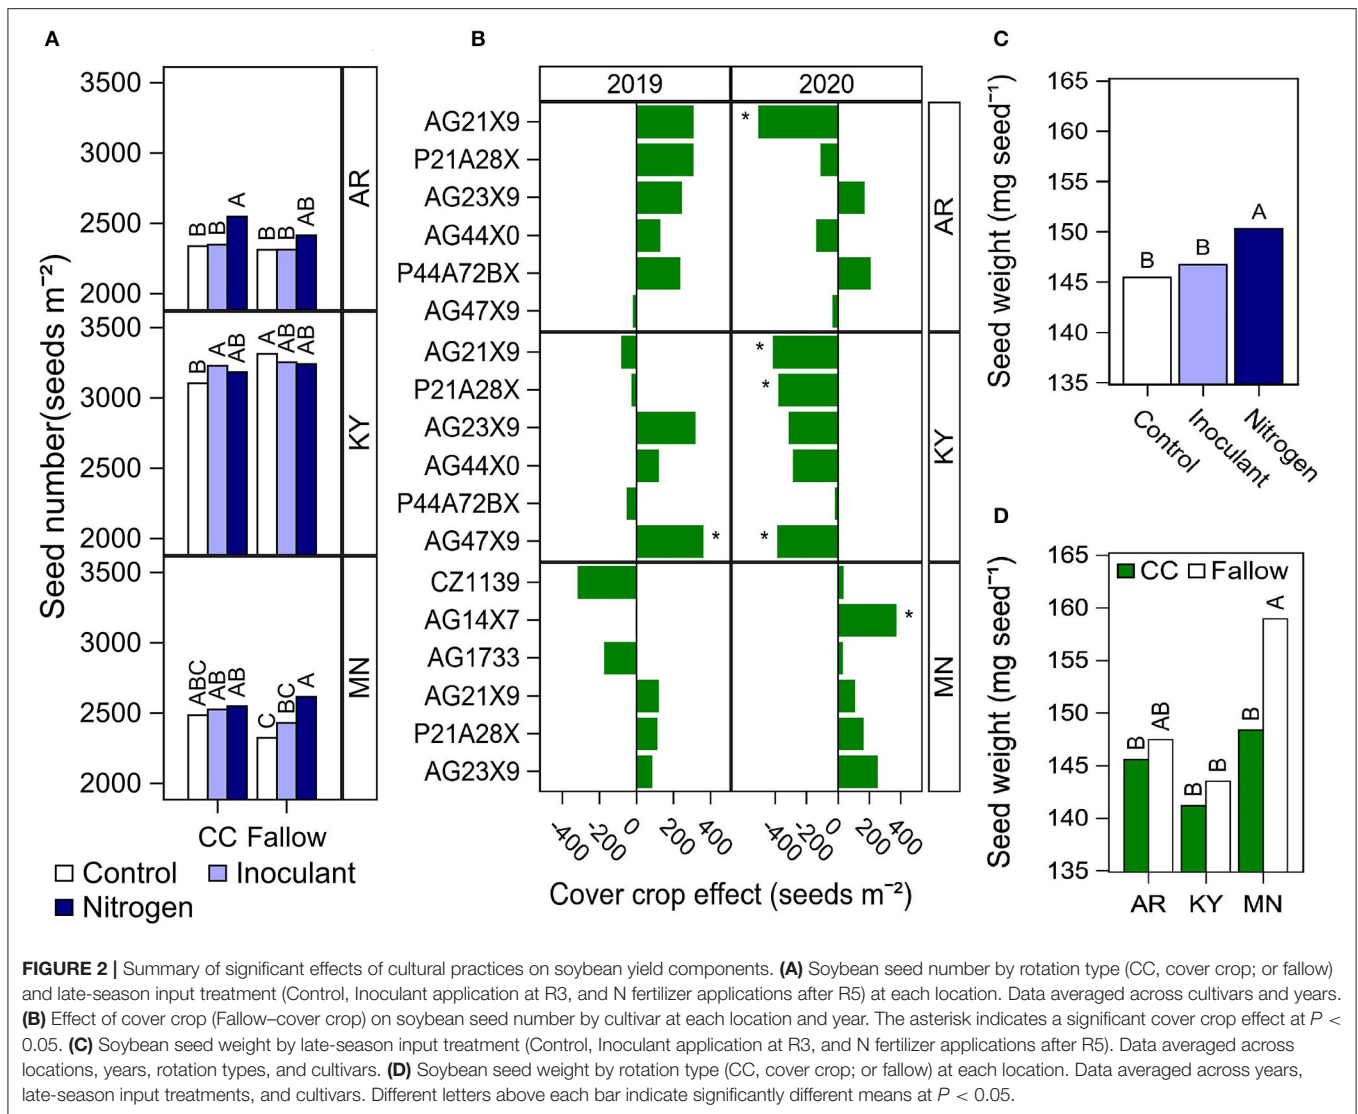 A
Seed number(seeds m⁻²)
3500
3000
2500
2000
B
B
A
B
B
AB
AR
3500
3000
2500
2000
B
A
AB
A
AB
AB
KY
3500
3000
2500
2000
ABC
AB
AB
C
BC
A
MN
CC Fallow
Control
Inoculant
Nitrogen
B
2019
2020
AG21X9
*
P21A28X
AG23X9
AG44X0
P44A72BX
AG47X9
AR
AG21X9
*
P21A28X
*
AG23X9
AG44X0
P44A72BX
AG47X9
*
*
KY
CZ1139
AG14X7
*
AG1733
AG21X9
P21A28X
AG23X9
MN
-400
-200
0
200
400
-400
-200
0
200
400
Cover crop effect (seeds m⁻²)
C
Seed weight (mg seed⁻¹)
165
160
155
150
145
140
135
B
B
A
Control
Inoculant
Nitrogen
D
Seed weight (mg seed⁻¹)
165
160
155
150
145
140
135
CC
Fallow
B
AB
B
B
B
A
AR
KY
MN
FIGURE 2 | Summary of significant effects of cultural practices on soybean yield components. (A) Soybean seed number by rotation type (CC, cover crop; or fallow)
and late-season input treatment (Control, Inoculant application at R3, and N fertilizer applications after R5) at each location. Data averaged across cultivars and years.
(B) Effect of cover crop (Fallow–cover crop) on soybean seed number by cultivar at each location and year. The asterisk indicates a significant cover crop effect at P <
0.05. (C) Soybean seed weight by late-season input treatment (Control, Inoculant application at R3, and N fertilizer applications after R5). Data averaged across
locations, years, rotation types, and cultivars. (D) Soybean seed weight by rotation type (CC, cover crop; or fallow) at each location. Data averaged across years,
late-season input treatments, and cultivars. Different letters above each bar indicate significantly different means at P < 0.05.